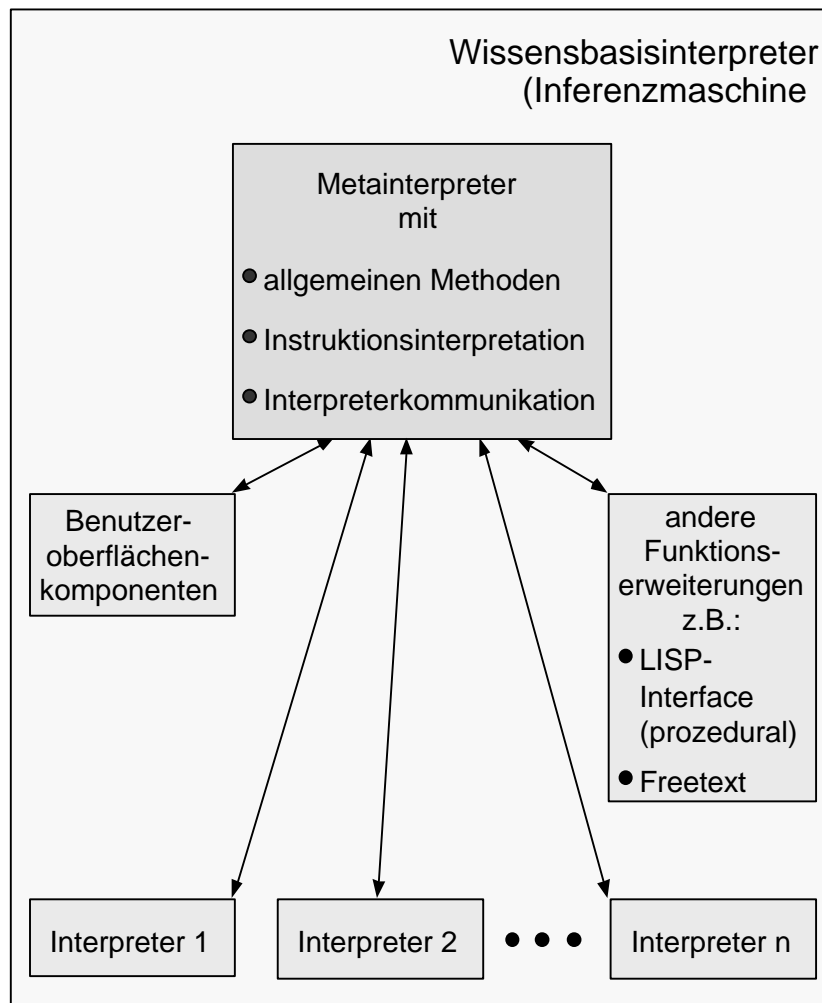 Wissensbasisinterpreter
(Inferenzmaschine
Metainterpreter
mit
allgemeinen Methoden
Instruktionsinterpretation
Interpreterkommunikation
Benutzer-
oberflächen-
komponenten
andere
Funktions-
erweiterungen
z.B.:
LISP-
Interface
(prozedural)
Freetext
Interpreter 1
Interpreter 2
Interpreter n